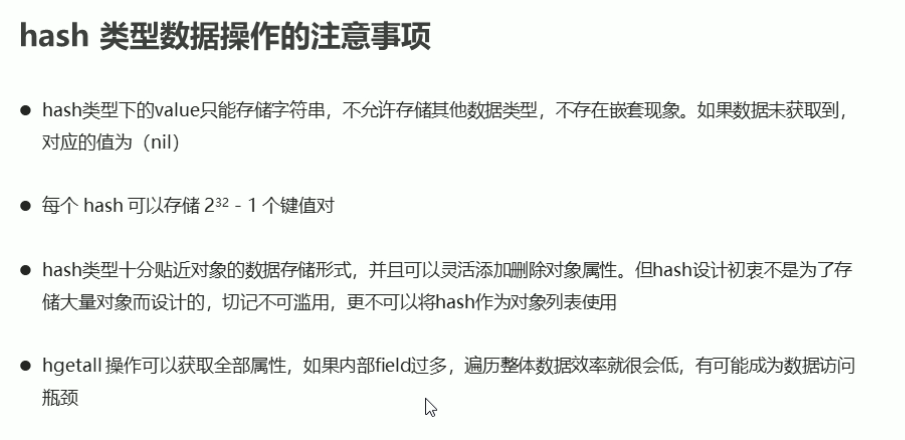 hash 类型数据操作的注意事项
● hash类型下的value只能存储字符串，不允许存储其他数据类型，不存在嵌套现象。如果数据未获取到，
对应的值为（nil）
● 每个 hash 可以存储 2³² - 1 个键值对
● hash类型十分贴近对象的数据存储形式，并且可以灵活添加删除对象属性。但hash设计初衷不是为了存
储大量对象而设计的，切记不可滥用，更不可以将hash作为对象列表使用
● hgetall 操作可以获取全部属性，如果内部field过多，遍历整体数据效率就很会低，有可能成为数据访问
瓶颈